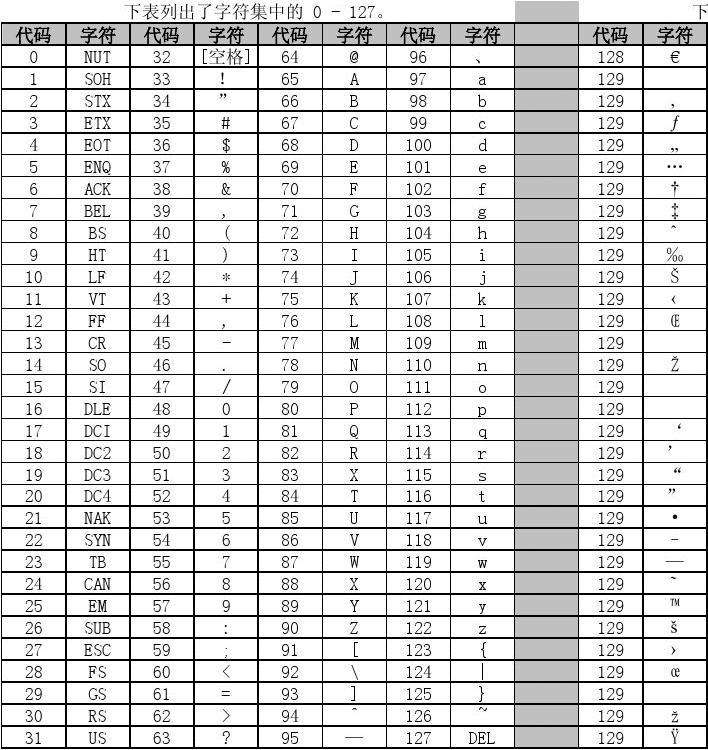 下表列出了字符集中的 0 - 127。 下
代码 字符 代码 字符 代码 字符 代码 字符 代码 字符
0 NUT 32 [空格] 64 @ 96 、 128 €
1 SOH 33 ! 65 A 97 a 129
2 STX 34 ” 66 B 98 b 129 ‚
3 ETX 35 # 67 C 99 c 129 ƒ
4 EOT 36 $ 68 D 100 d 129 „
5 ENQ 37 % 69 E 101 e 129 …
6 ACK 38 & 70 F 102 f 129 †
7 BEL 39 , 71 G 103 g 129 ‡
8 BS 40 ( 72 H 104 h 129 ˆ
9 HT 41 ) 73 I 105 i 129 ‰
10 LF 42 * 74 J 106 j 129 Š
11 VT 43 + 75 K 107 k 129 ‹
12 FF 44 , 76 L 108 l 129 Œ
13 CR 45 - 77 M 109 m 129
14 SO 46 . 78 N 110 n 129 Ž
15 SI 47 / 79 O 111 o 129
16 DLE 48 0 80 P 112 p 129
17 DCI 49 1 81 Q 113 q 129 ‘
18 DC2 50 2 82 R 114 r 129 ’
19 DC3 51 3 83 X 115 s 129 “
20 DC4 52 4 84 T 116 t 129 ”
21 NAK 53 5 85 U 117 u 129 •
22 SYN 54 6 86 V 118 v 129 –
23 TB 55 7 87 W 119 w 129 —
24 CAN 56 8 88 X 120 x 129 ˜
25 EM 57 9 89 Y 121 y 129 ™
26 SUB 58 : 90 Z 122 z 129 š
27 ESC 59 ; 91 [ 123 { 129 ›
28 FS 60 < 92 \ 124 | 129 œ
29 GS 61 = 93 ] 125 } 129
30 RS 62 > 94 ^ 126 ~ 129 ž
31 US 63 ? 95 — 127 DEL 129 Ÿ